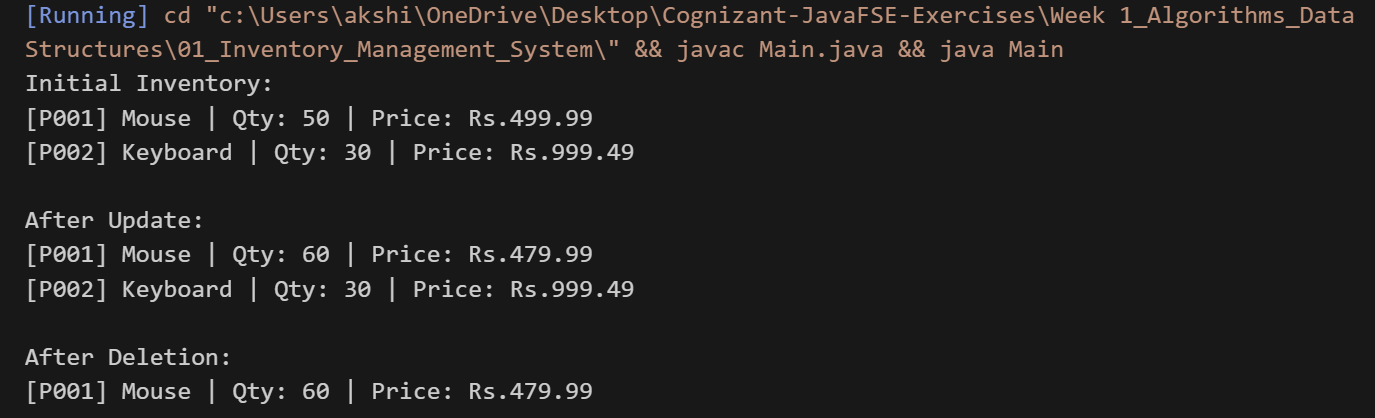 [Running] cd "c:\Users\akshi\OneDrive\Desktop\Cognizant-JavaFSE-Exercises\Week 1_Algorithms_Data
Structures\01_Inventory_Management_System\" && javac Main.java && java Main
Initial Inventory:
[P001] Mouse | Qty: 50 | Price: Rs.499.99
[P002] Keyboard | Qty: 30 | Price: Rs.999.49
After Update:
[P001] Mouse | Qty: 60 | Price: Rs.479.99
[P002] Keyboard | Qty: 30 | Price: Rs.999.49
After Deletion:
[P001] Mouse | Qty: 60 | Price: Rs.479.99